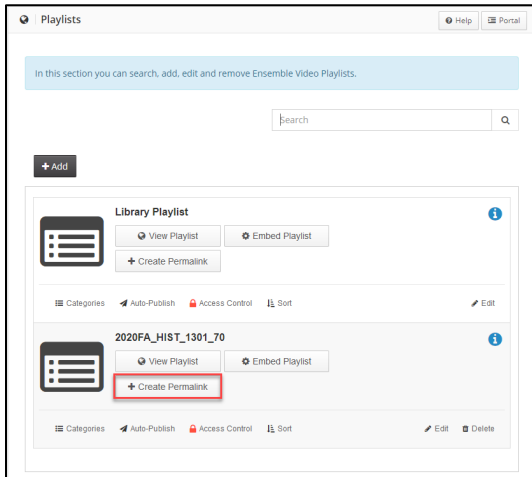 Playlists Help Portal
In this section you can search, add, edit and remove Ensemble Video Playlists.
Search
+ Add
Library Playlist
View Playlist Embed Playlist
+ Create Permalink
Categories Auto-Publish Access Control Sort Edit
2020FA_HIST_1301_70
View Playlist Embed Playlist
+ Create Permalink
Categories Auto-Publish Access Control Sort Edit Delete